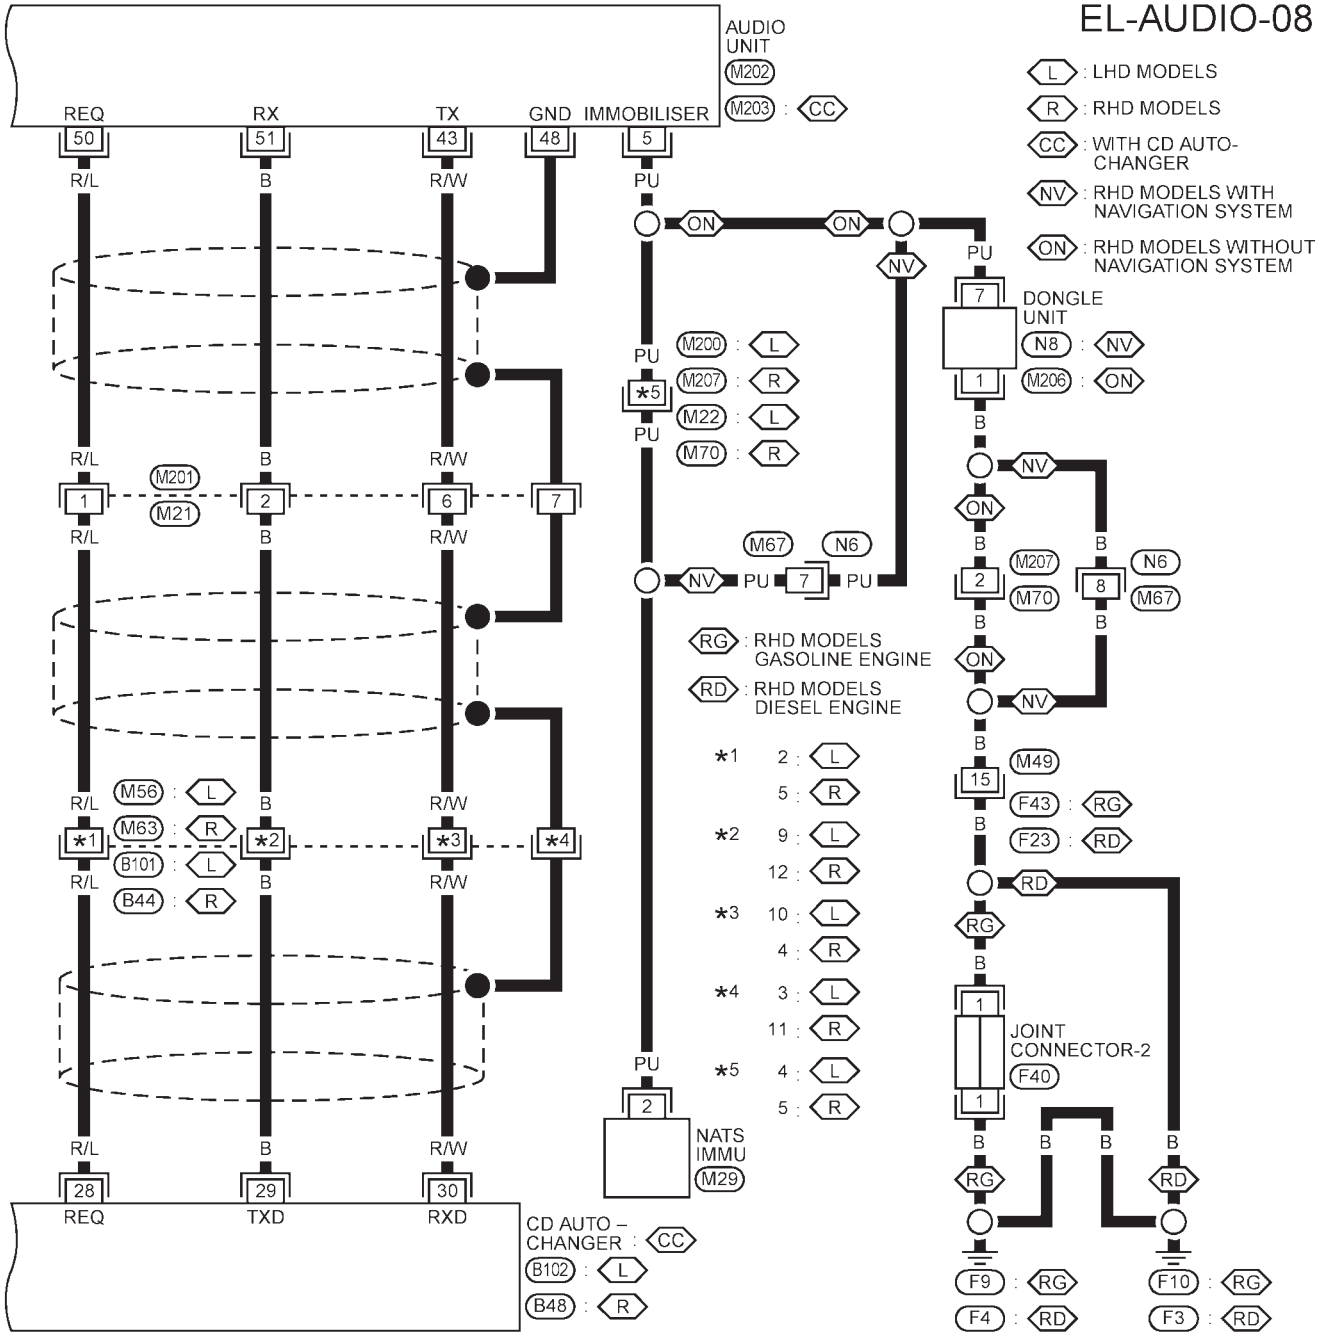 EL-AUDIO-08
AUDIO
UNIT
M202
M203 : CC
L : LHD MODELS
R : RHD MODELS
CC : WITH CD AUTO-
CHANGER
NV : RHD MODELS WITH
NAVIGATION SYSTEM
ON : RHD MODELS WITHOUT
NAVIGATION SYSTEM
REQ RX TX GND IMMOBILISER
50 51 43 48 5
R/L B R/W PU
ON ON
NV
PU
7
DONGLE
UNIT
N8 : NV
M206 : ON
1
B
PU
M200 : L
M207 : R
M22 : L
M70 : R
*5
PU
R/L B R/W
M201
M21
1 2 6 7
R/L B R/W
NV
ON
B B
M67 N6
NV PU 7 PU
2
M207
M70
8
N6
M67
B B
ON
NV
RG : RHD MODELS
GASOLINE ENGINE
RD : RHD MODELS
DIESEL ENGINE
B
15
M49
F43 : RG
F23 : RD
B
RD
RG
B
*1 2 : L
5 : R
*2 9 : L
12 : R
*3 10 : L
4 : R
*4 3 : L
11 : R
*5 4 : L
5 : R
R/L B R/W
M56 : L
M63 : R
B101 : L
B44 : R
*1 *2 *3 *4
R/L B R/W
1
JOINT
CONNECTOR-2
F40
1
B B B B
RG RD
PU
2
NATS
IMMU
M29
R/L B R/W
28 29 30
REQ TXD RXD
CD AUTO –
CHANGER : CC
B102 : L
B48 : R
F9 : RG
F4 : RD
F10 : RG
F3 : RD